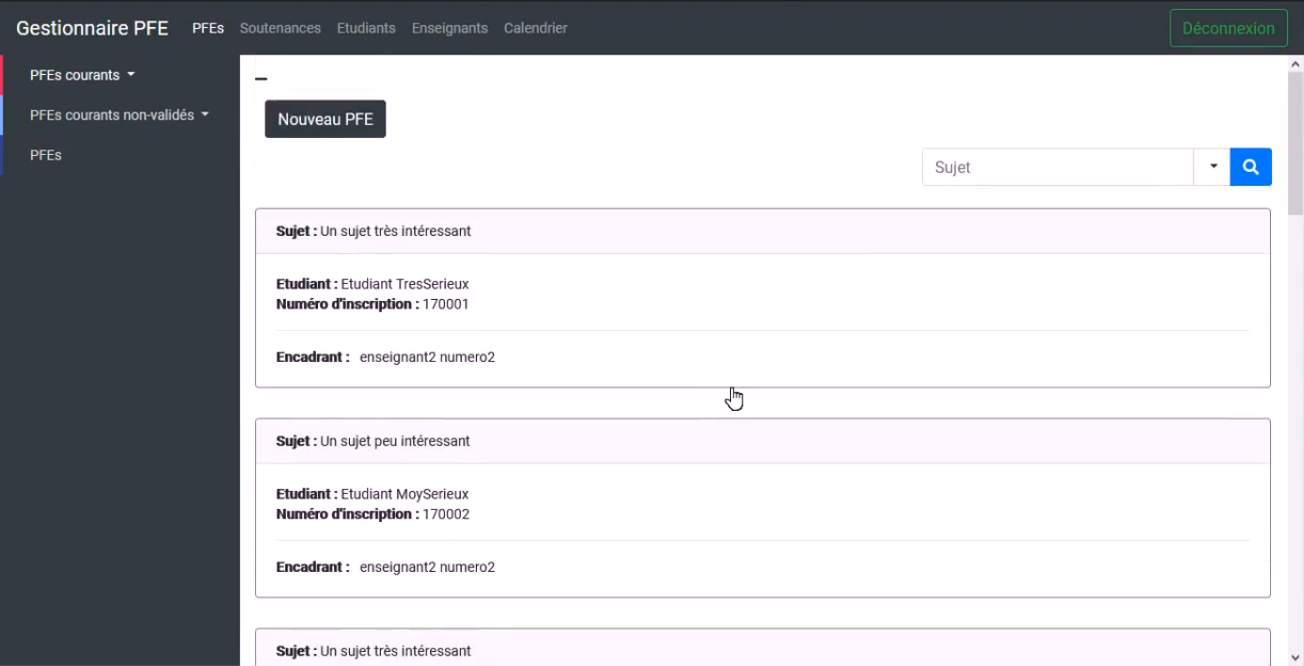 Gestionnaire PFE PFEs Soutenances Etudiants Enseignants Calendrier Déconnexion
PFEs courants
PFEs courants non-validés
PFEs
Nouveau PFE
Sujet
Sujet : Un sujet très intéressant
Etudiant : Etudiant TresSerieux
Numéro d'inscription : 170001
Encadrant : enseignant2 numero2
Sujet : Un sujet peu intéressant
Etudiant : Etudiant MoySerieux
Numéro d'inscription : 170002
Encadrant : enseignant2 numero2
Sujet : Un sujet très intéressant